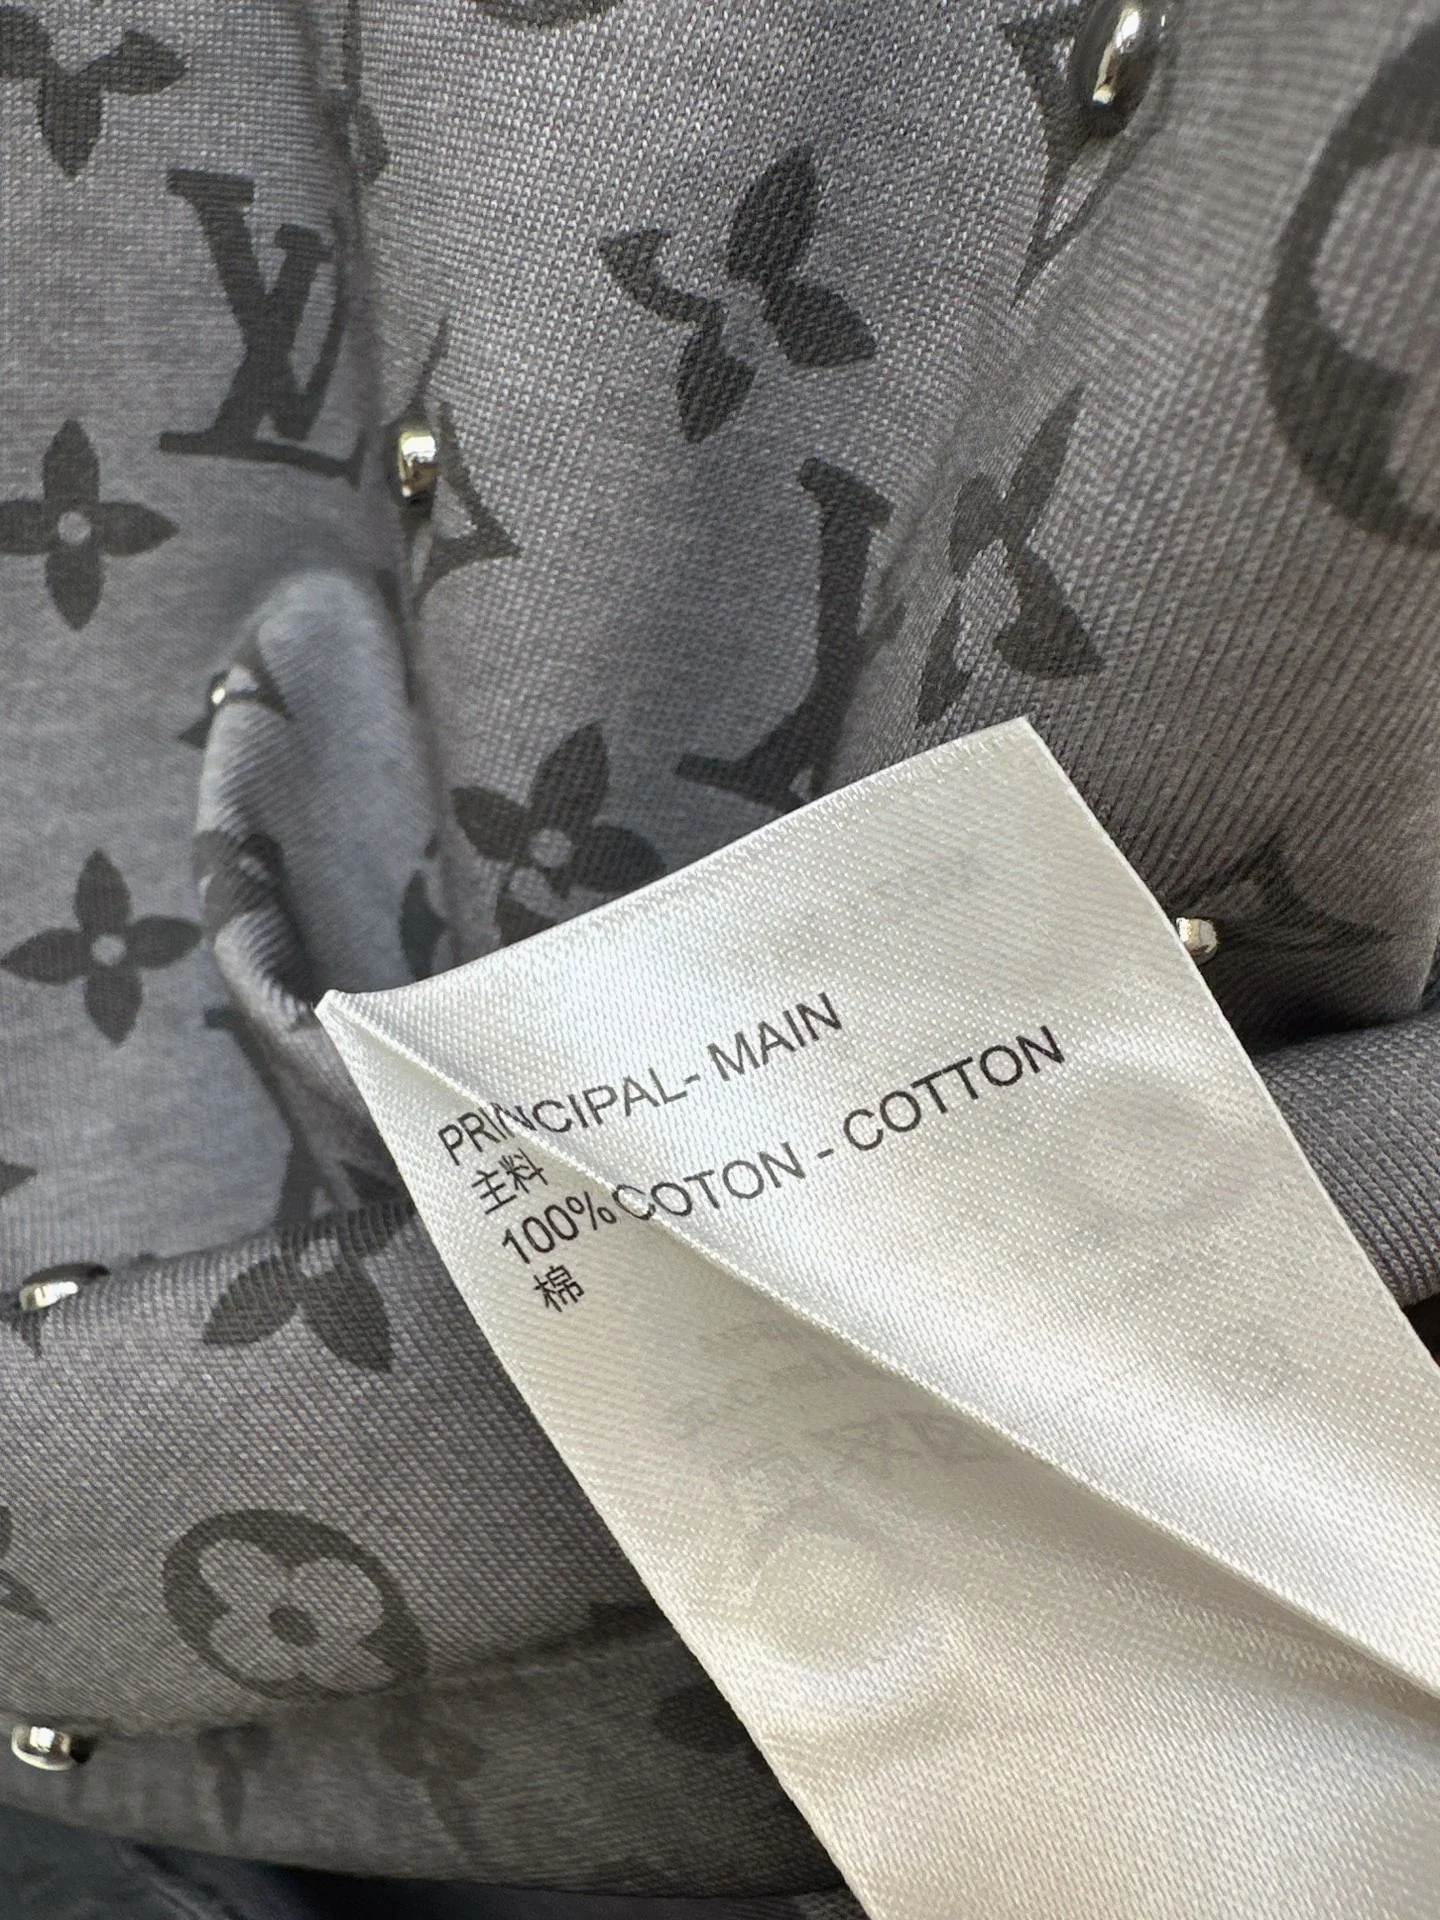 PRINCIPAL- MAIN
主料
100% COTON - COTTON
棉